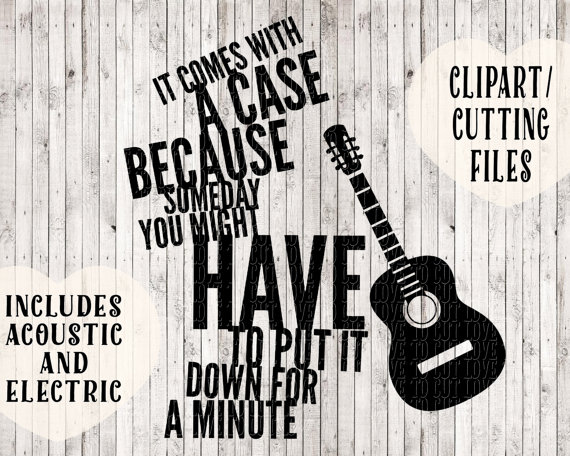 IT COMES WITH
A CASE
BECAUSE
SOMEDAY
YOU MIGHT
HAVE
TO PUT IT
DOWN FOR
A MINUTE
CLIPART/
CUTTING
FILES
INCLUDES
ACOUSTIC
AND
ELECTRIC